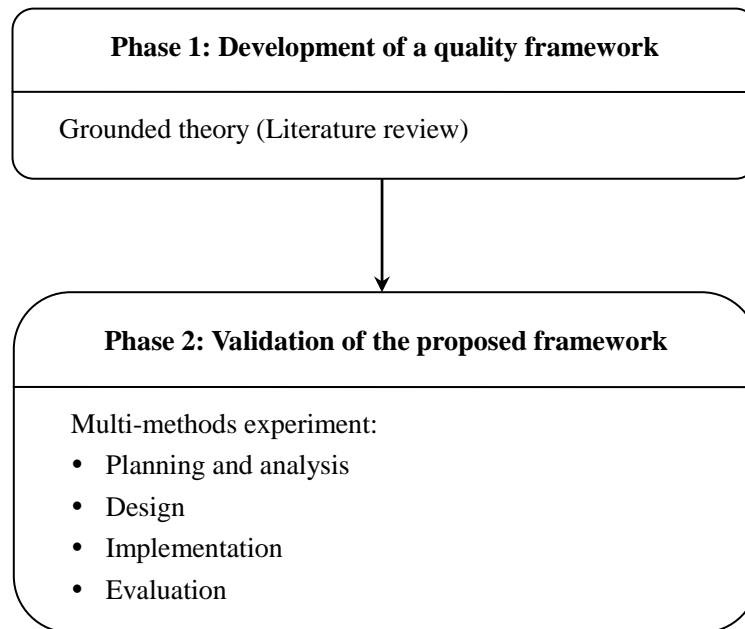 Phase 1: Development of a quality framework
Grounded theory (Literature review)
Phase 2: Validation of the proposed framework
Multi-methods experiment:
• Planning and analysis
• Design
• Implementation
• Evaluation